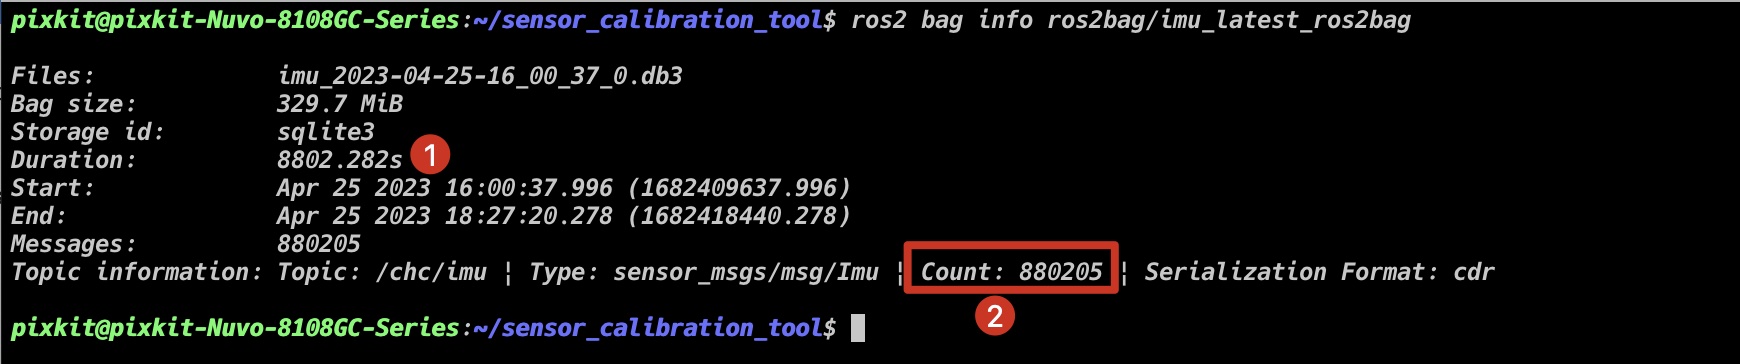 pixkit@pixkit-Nuvo-8108GC-Series:~/sensor_calibration_tool$ ros2 bag info ros2bag/imu_latest_ros2bag
Files: imu_2023-04-25-16_00_37_0.db3
Bag size: 329.7 MiB
Storage id: sqlite3
Duration: 8802.282s 1
Start: Apr 25 2023 16:00:37.996 (1682409637.996)
End: Apr 25 2023 18:27:20.278 (1682418440.278)
Messages: 880205
Topic information: Topic: /chc/imu | Type: sensor_msgs/msg/Imu | Count: 880205 | Serialization Format: cdr
2
pixkit@pixkit-Nuvo-8108GC-Series:~/sensor_calibration_tool$